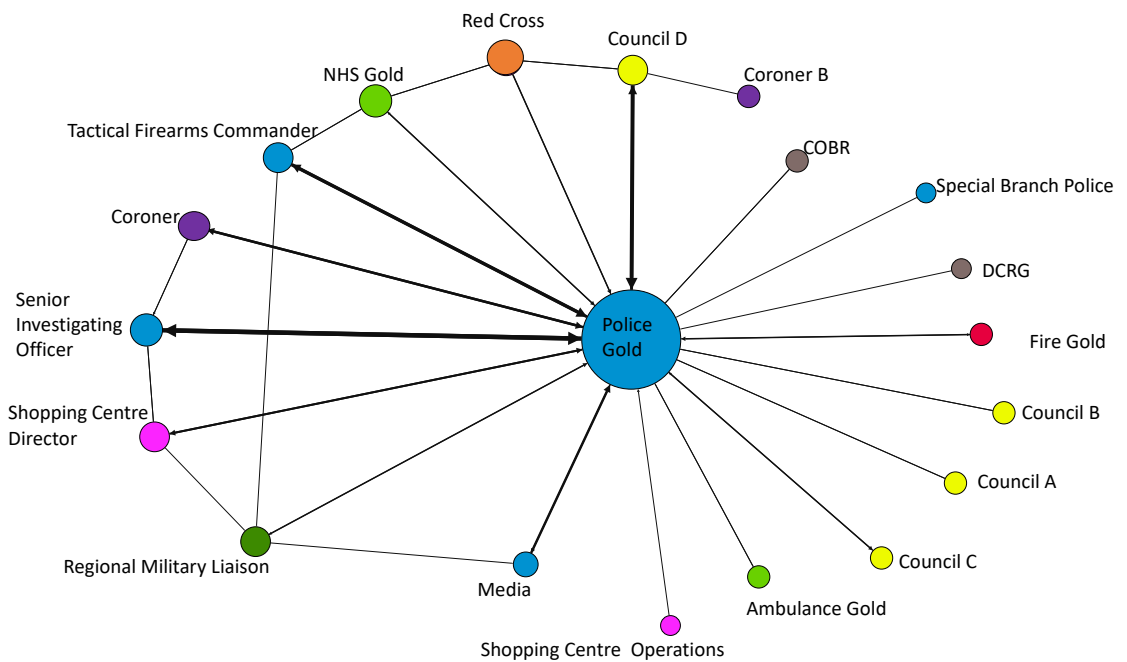 Red Cross
Council D
NHS Gold
Coroner B
Tactical Firearms Commander
COBR
Special Branch Police
Coroner
DCRG
Senior
Investigating
Officer
Police
Gold
Fire Gold
Shopping Centre
Director
Council B
Council A
Council C
Regional Military Liaison
Media
Ambulance Gold
Shopping Centre  Operations